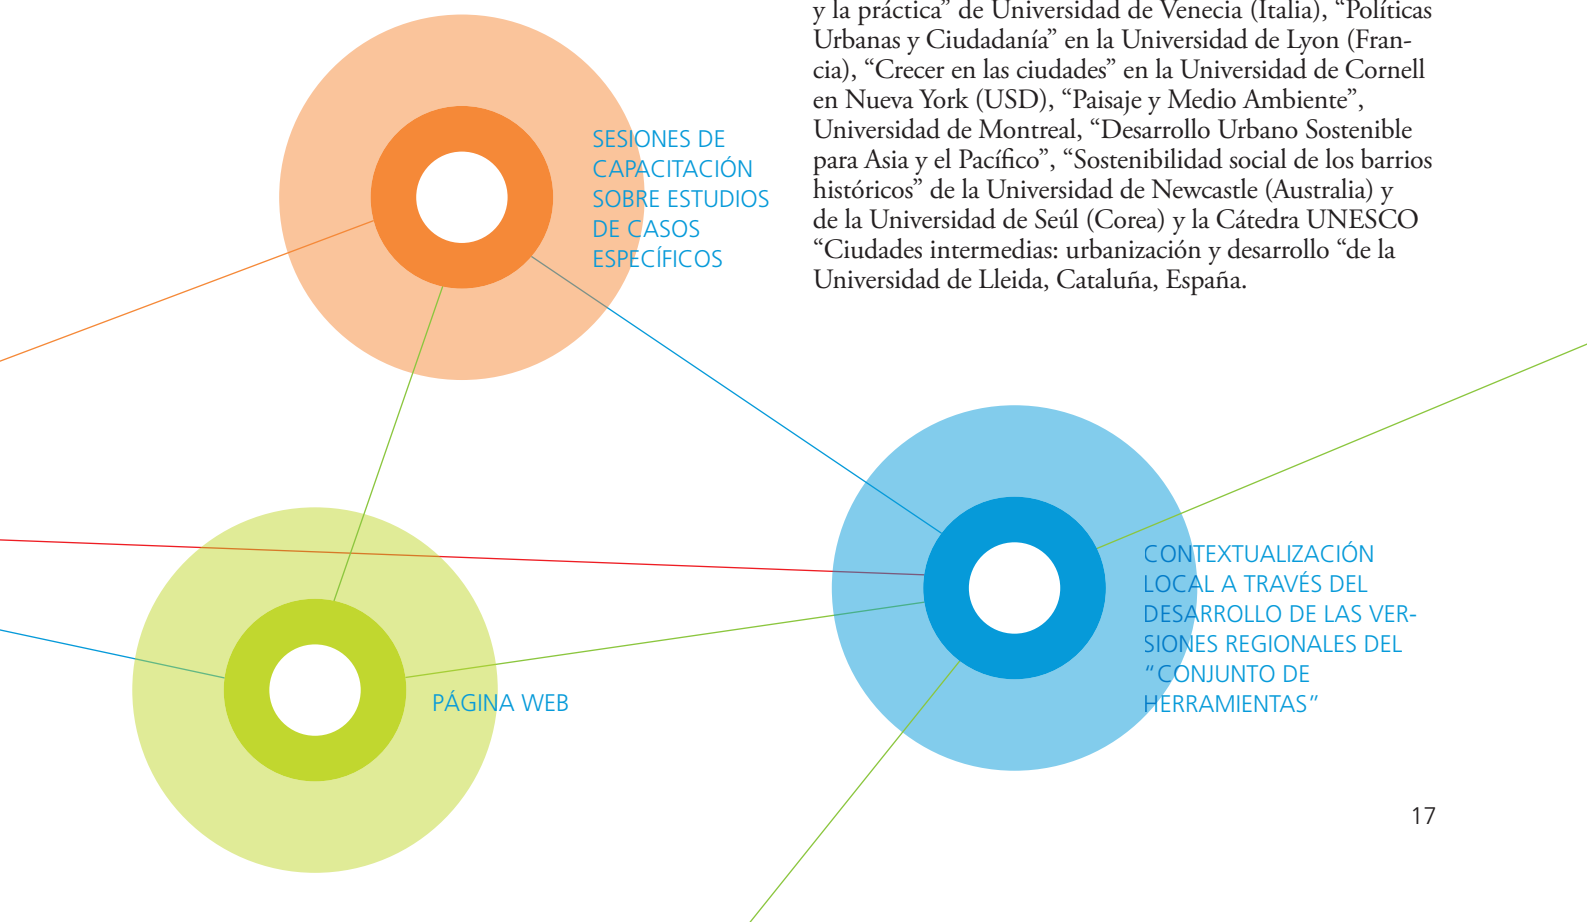 y la práctica” de Universidad de Venecia (Italia), “Políticas
Urbanas y Ciudadanía” en la Universidad de Lyon (Fran-
cia), “Crecer en las ciudades” en la Universidad de Cornell
en Nueva York (USD), “Paisaje y Medio Ambiente”,
Universidad de Montreal, “Desarrollo Urbano Sostenible
para Asia y el Pacífico”, “Sostenibilidad social de los barrios
históricos” de la Universidad de Newcastle (Australia) y
de la Universidad de Seúl (Corea) y la Cátedra UNESCO
“Ciudades intermedias: urbanización y desarrollo “de la
Universidad de Lleida, Cataluña, España.
SESIONES DE
CAPACITACIÓN
SOBRE ESTUDIOS
DE CASOS
ESPECÍFICOS
CONTEXTUALIZACIÓN
LOCAL A TRAVÉS DEL
DESARROLLO DE LAS VER-
SIONES REGIONALES DEL
“CONJUNTO DE
HERRAMIENTAS”
PÁGINA WEB
17